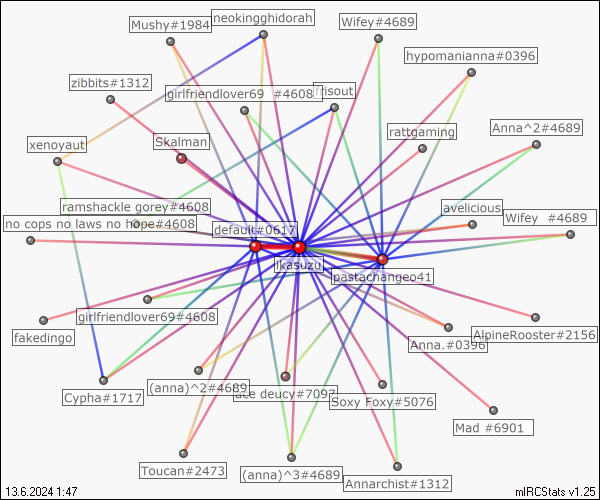 neokingghidorah
Mushy#1984
Wifey#4689
hypomanianna#0396
zibbits#1312
girlfriendlover69 #4608
frisout
rattgaming
Anna^2#4689
Skalman
xenoyaut
ramshackle gorey#4608
avelicious
no cops no laws no hope#4608
Wifey #4689
default#0617
ikasuzu
pastachangeo41
girlfriendlover69#4608
fakedingo
Anna.#0396
AlpineRooster#2156
Cypha#1717
(anna)^2#4689
ace deucy#7097
Soxy Foxy#5076
Mad #6901
Toucan#2473
(anna)^3#4689
Annarchist#1312
13.6.2024 1:47
mIRCStats v1.25